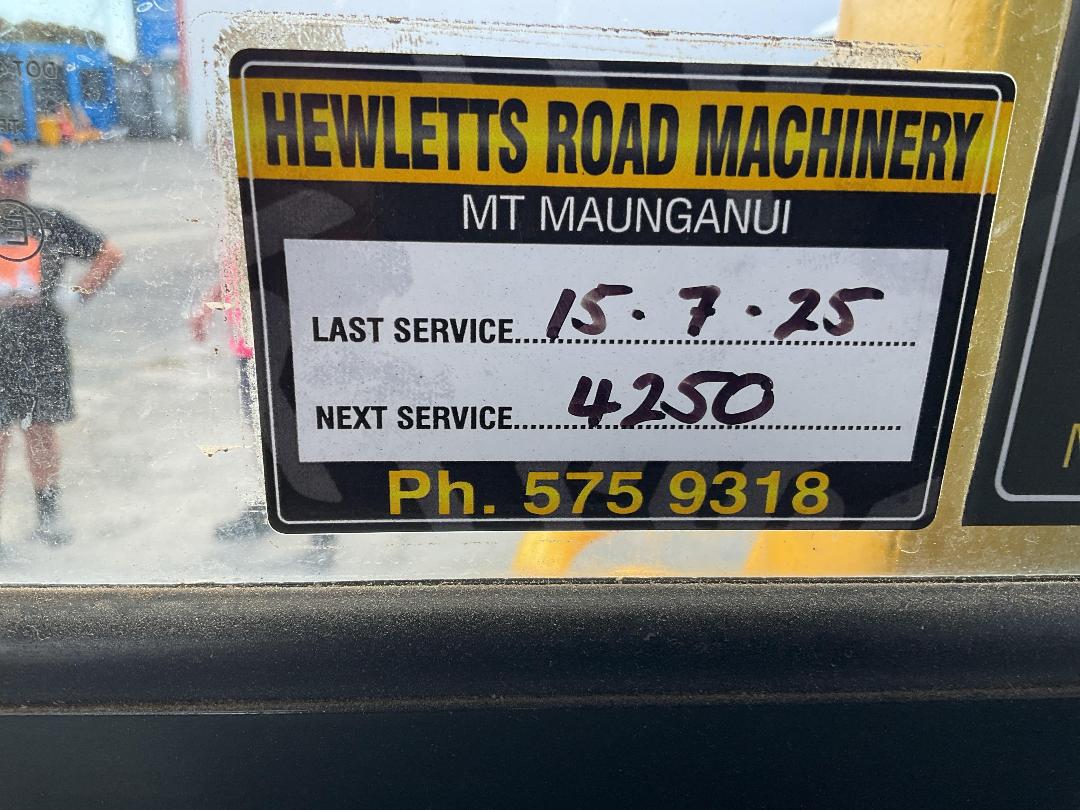 HEWLETTS ROAD MACHINERY
MT MAUNGANUI
LAST SERVICE 15.7.25
NEXT SERVICE 4250
Ph. 575 9318